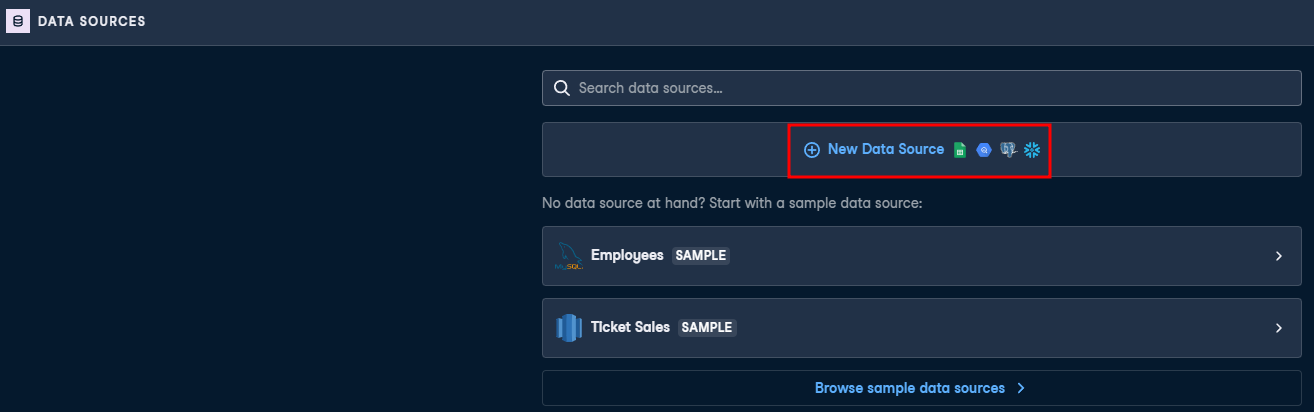 DATA SOURCES
Search data sources...
New Data Source
No data source at hand? Start with a sample data source:
MySQL
Employees SAMPLE
Ticket Sales SAMPLE
Browse sample data sources